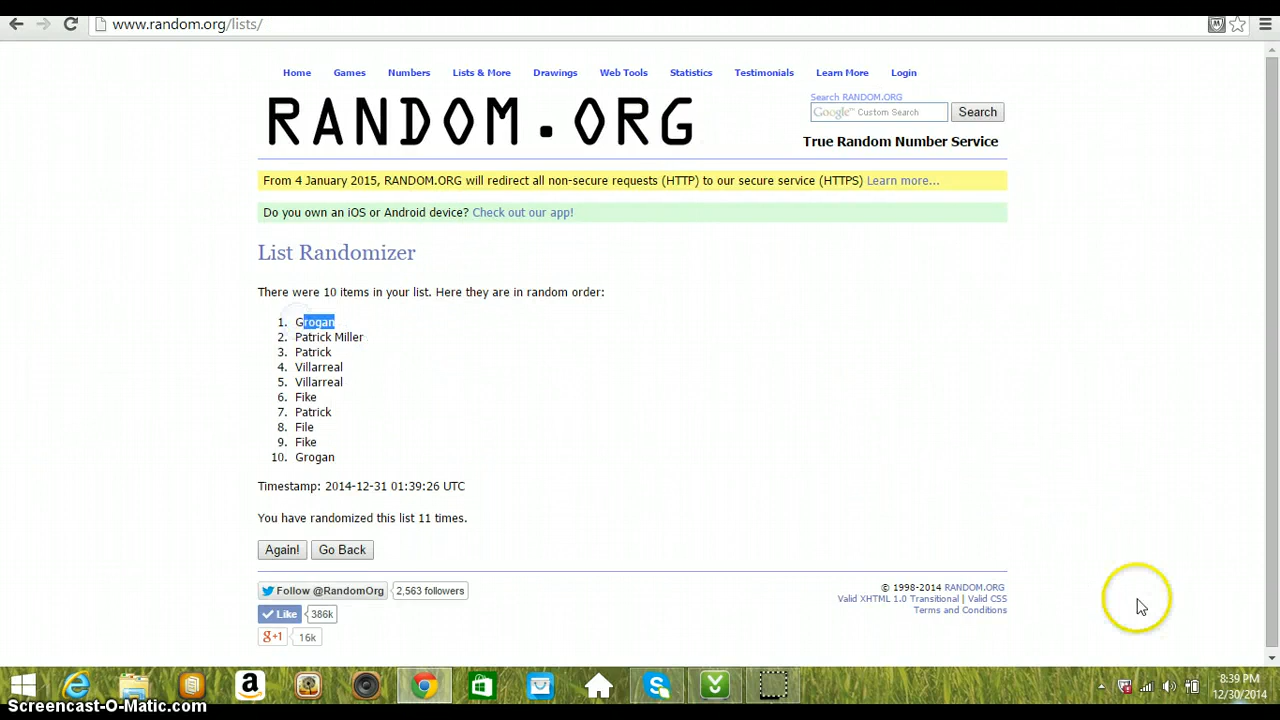 www.random.org/lists/
Home Games Numbers Lists & More Drawings Web Tools Statistics Testimonials Learn More Login
Search RANDOM.ORG
RANDOM.ORG
Google™ Custom Search Search
True Random Number Service
From 4 January 2015, RANDOM.ORG will redirect all non-secure requests (HTTP) to our secure service (HTTPS) Learn more...
Do you own an iOS or Android device? Check out our app!
List Randomizer
There were 10 items in your list. Here they are in random order:
1. Grogan
2. Patrick Miller
3. Patrick
4. Villarreal
5. Villarreal
6. Fike
7. Patrick
8. File
9. Fike
10. Grogan
Timestamp: 2014-12-31 01:39:26 UTC
You have randomized this list 11 times.
Again! Go Back
Follow @RandomOrg 2,563 followers
© 1998-2014 RANDOM.ORG
Valid XHTML 1.0 Transitional | Valid CSS
Terms and Conditions
Like 386k
g+1 16k
8:39 PM
12/30/2014
Screencast-O-Matic.com